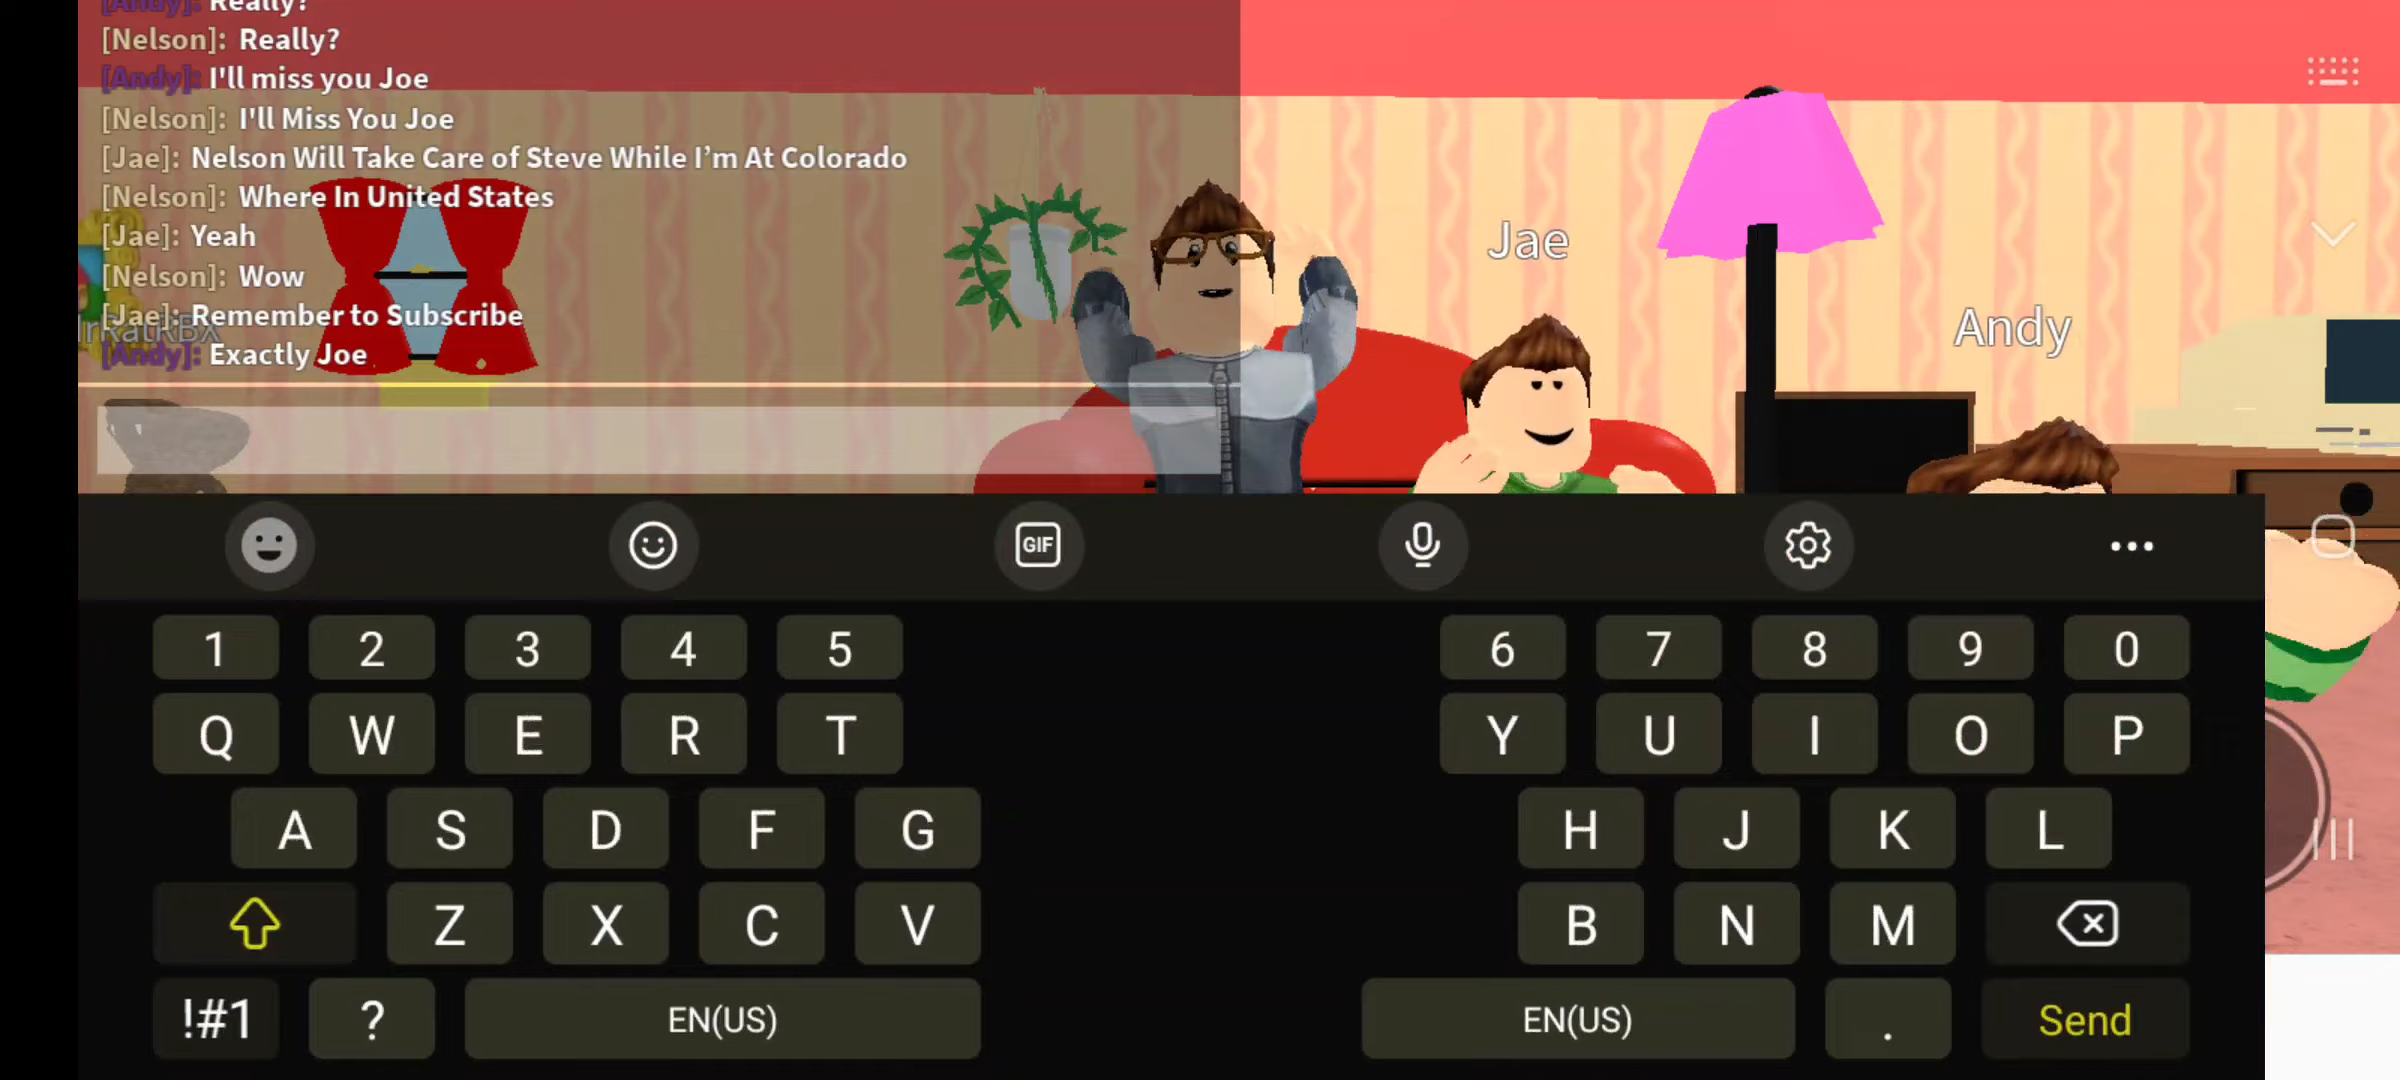 [Andy]: Really?
[Nelson]: Really?
[Andy]: I'll miss you Joe
[Nelson]: I'll Miss You Joe
[Jae]: Nelson Will Take Care of Steve While I’m At Colorado
[Nelson]: Where In United States
[Jae]: Yeah
[Nelson]: Wow
[Jae]: Remember to Subscribe
[Andy]: Exactly Joe
Jae
Andy
GIF
1 2 3 4 5 6 7 8 9 0
Q W E R T Y U I O P
A S D F G H J K L
Z X C V B N M
!#1 ? EN(US) EN(US) . Send